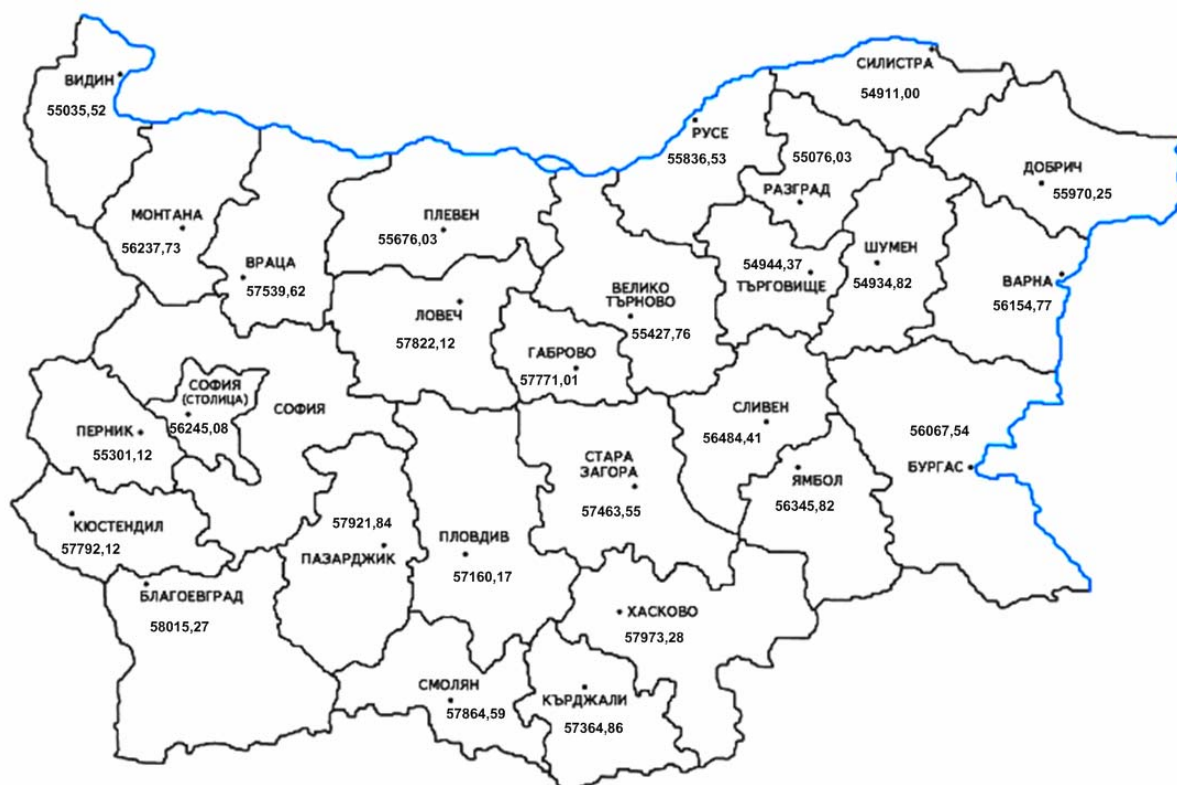 ВИДИН
55035,52
СИЛИСТРА
54911,00
РУСЕ
55836,53
55076,03
РАЗГРАД
ДОБРИЧ
55970,25
МОНТАНА
56237,73
ПЛЕВЕН
55676,03
ВРАЦА
57539,62
ШУМЕН
54934,82
54944,37
ТЪРГОВИЩЕ
ВАРНА
56154,77
ВЕЛИКО
ТЪРНОВО
55427,76
ЛОВЕЧ
57822,12
ГАБРОВО
57771,01
СОФИЯ
(СТОЛИЦА)
56245,08
СОФИЯ
СЛИВЕН
56484,41
56067,54
БУРГАС
ПЕРНИК
55301,12
СТАРА
ЗАГОРА
57463,55
ЯМБОЛ
56345,82
КЮСТЕНДИЛ
57792,12
57921,84
ПАЗАРДЖИК
ПЛОВДИВ
57160,17
БЛАГОЕВГРАД
58015,27
ХАСКОВО
57973,28
СМОЛЯН
57864,59
КЪРДЖАЛИ
57364,86